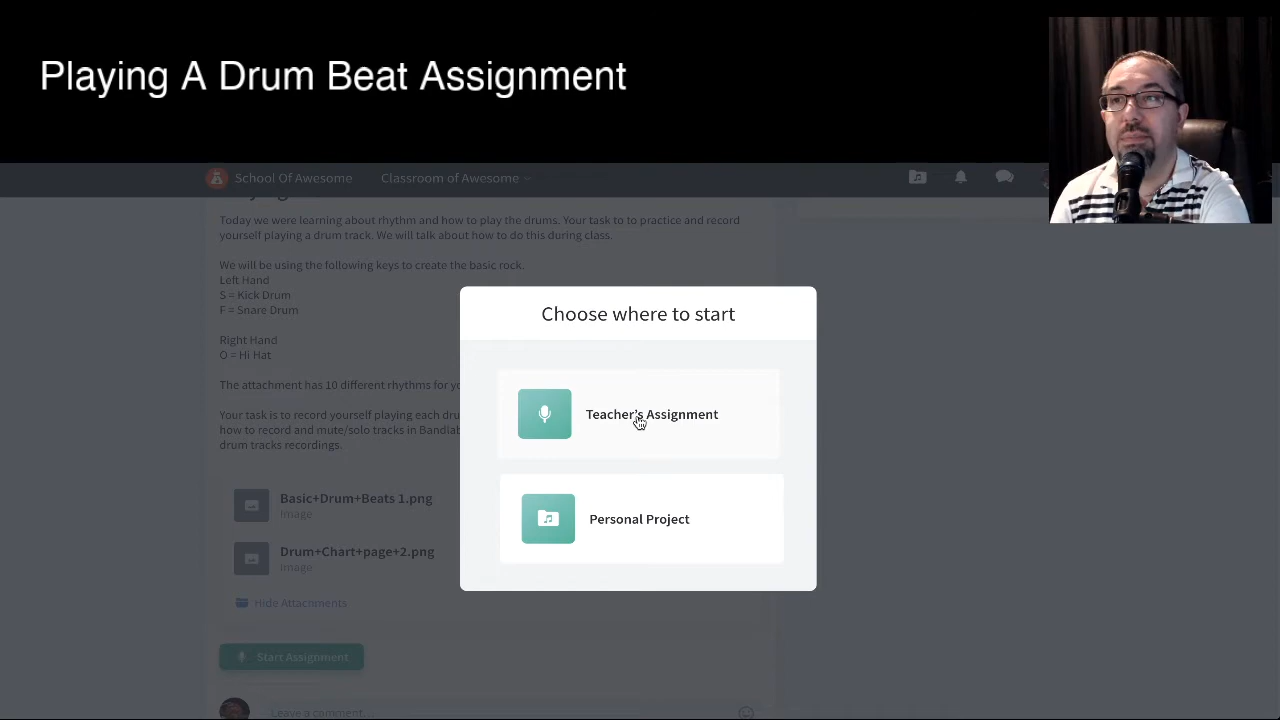 Playing A Drum Beat Assignment
School Of Awesome
Classroom of Awesome
Today we were learning about rhythm and how to play the drums. Your task to to practice and record
yourself playing a drum track. We will talk about how to do this during class.
We will be using the following keys to create the basic rock.
Left Hand
S = Kick Drum
F = Snare Drum
Right Hand
O = Hi Hat
The attachment has 10 different rhythms for
Your task is to record yourself playing each
how to record and mute/solo tracks in Bandlab
drum tracks recordings.
Basic+Drum+Beats 1.png
Image
Drum+Chart+page+2.png
Image
Hide Attachments
Start Assignment
Leave a comment...
Choose where to start
Teacher's Assignment
Personal Project